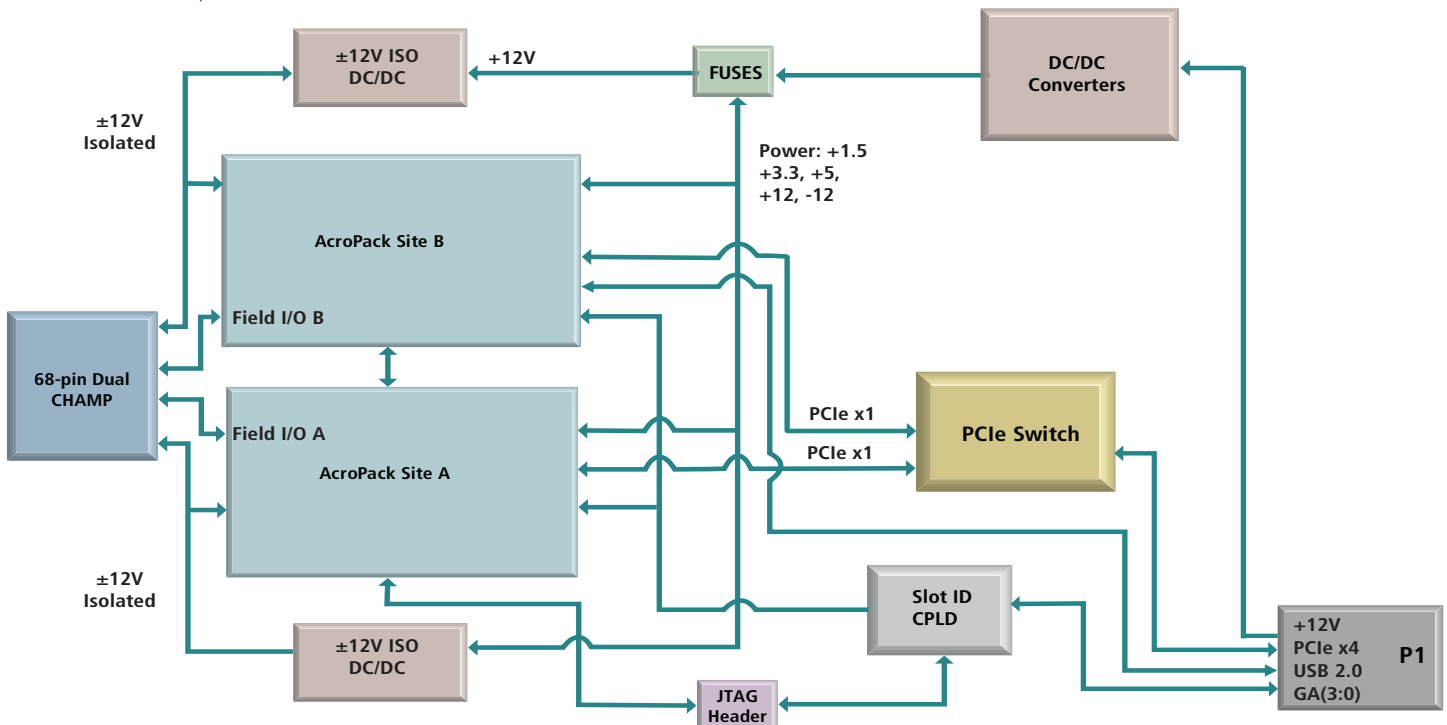 ±12V ISO
DC/DC
+12V
FUSES
DC/DC
Converters
±12V
Isolated
Power: +1.5
+3.3, +5,
+12, -12
AcroPack Site B
Field I/O B
68-pin Dual
CHAMP
Field I/O A
AcroPack Site A
PCIe x1
PCIe x1
PCIe Switch
±12V
Isolated
Slot ID
CPLD
±12V ISO
DC/DC
JTAG
Header
+12V
PCIe x4
USB 2.0
GA(3:0)
P1